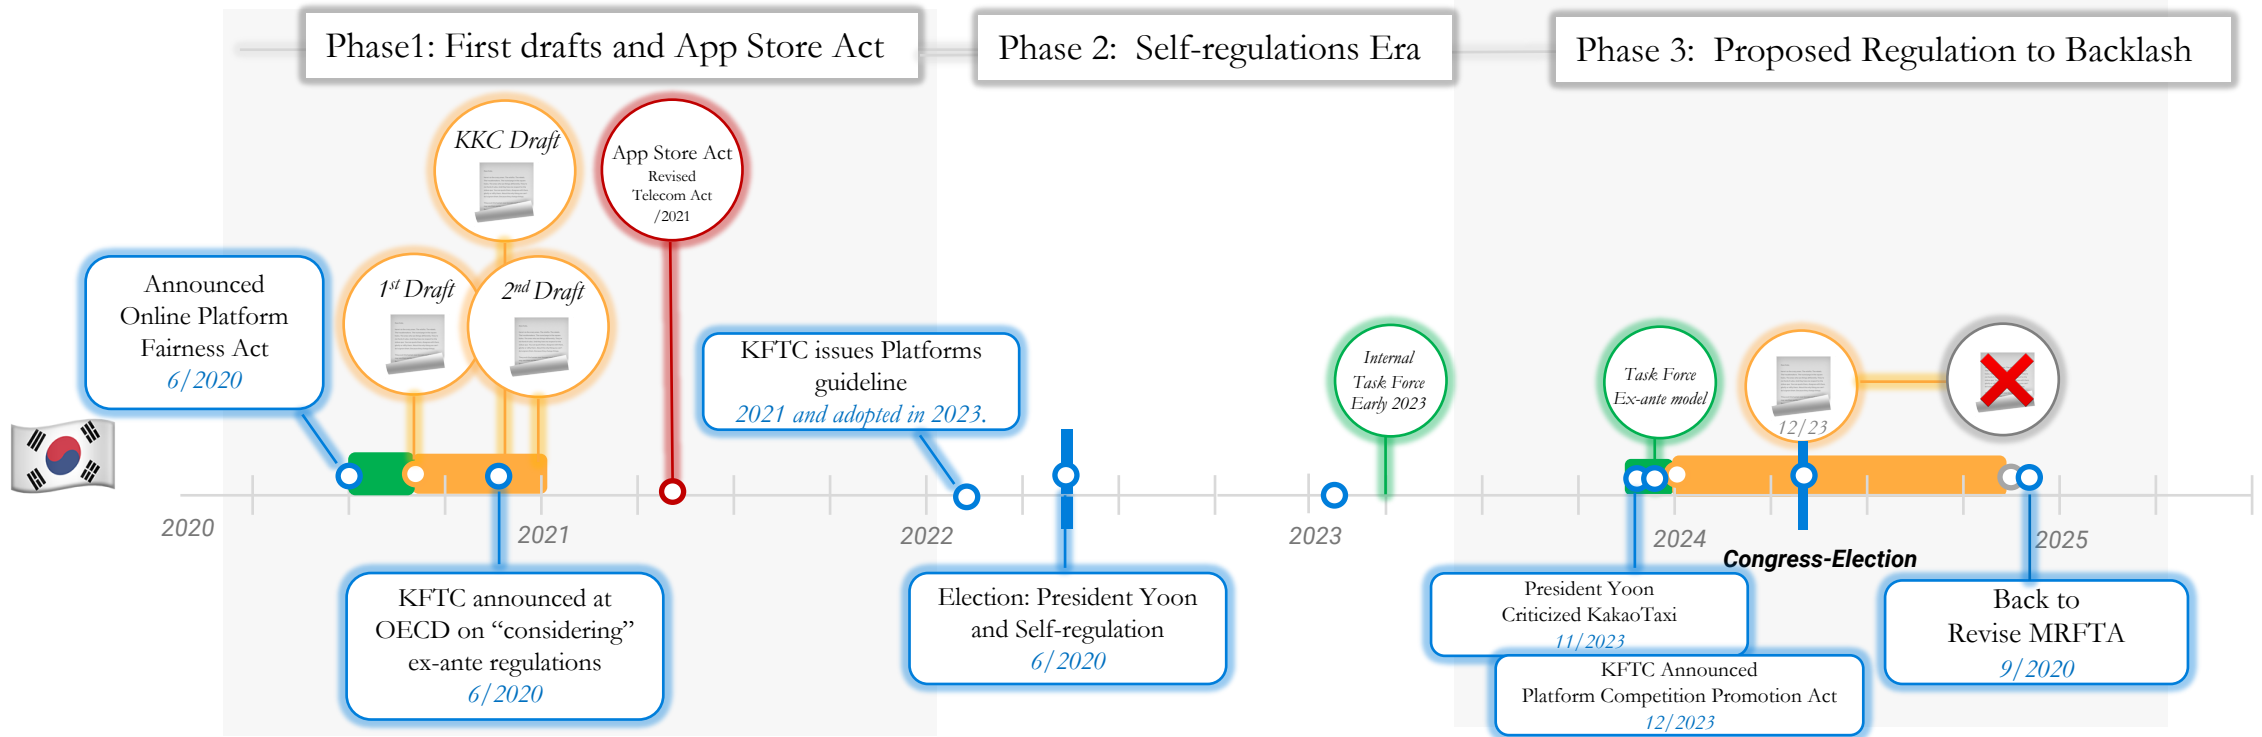 Phase1: First drafts and App Store Act
Phase 2: Self-regulations Era
Phase 3: Proposed Regulation to Backlash
KKC Draft
App Store Act
Revised
Telecom Act
/2021
Announced
Online Platform
Fairness Act
6/2020
1st Draft
2nd Draft
KFTC issues Platforms
guideline
2021 and adopted in 2023.
Internal
Task Force
Early 2023
Task Force
Ex-ante model
12/23
2020
2021
2022
2023
2024
2025
Congress-Election
KFTC announced at
OECD on “considering”
ex-ante regulations
6/2020
Election: President Yoon
and Self-regulation
6/2020
President Yoon
Criticized KakaoTaxi
11/2023
KFTC Announced
Platform Competition Promotion Act
12/2023
Back to
Revise MRFTA
9/2020